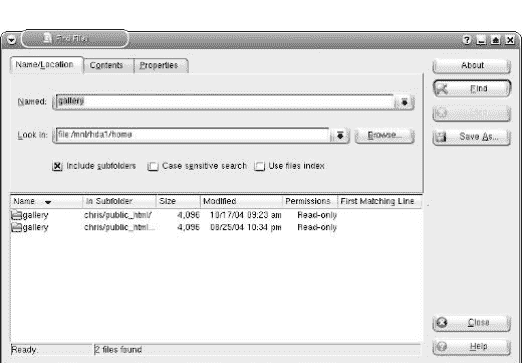 Find Files
Name/Location Contents Properties
Named: gallery
Look in: file:/mnt/hda1/home Browse...
Include subfolders Case sensitive search Use files index
About
Find
Stop
Save As...
Name In Subfolder Size Modified Permissions First Matching Line
gallery chris/public_html/ 4,096 10/17/04 09:23 am Read-only
gallery chris/public_html... 4,096 08/25/04 10:34 pm Read-only
Close
Help
Ready. 2 files found